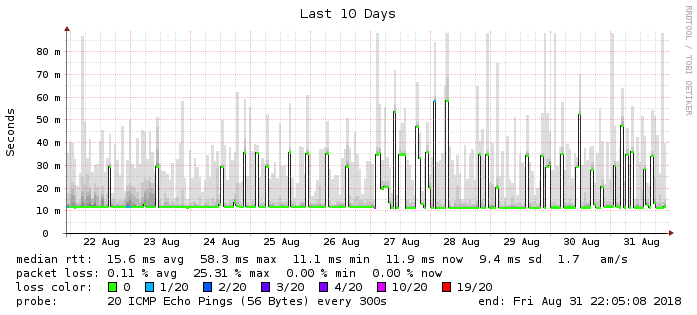 Last 10 Days
RRDTOOL / TOBI OETIKER
Seconds
80 m
70 m
60 m
50 m
40 m
30 m
20 m
10 m
0
22 Aug 23 Aug 24 Aug 25 Aug 26 Aug 27 Aug 28 Aug 29 Aug 30 Aug 31 Aug
median rtt: 15.6 ms avg 58.3 ms max 11.1 ms min 11.9 ms now 9.4 ms sd 1.7 am/s
packet loss: 0.11 % avg 25.31 % max 0.00 % min 0.00 % now
loss color: 0 1/20 2/20 3/20 4/20 10/20 19/20
probe: 20 ICMP Echo Pings (56 Bytes) every 300s end: Fri Aug 31 22:05:08 2018